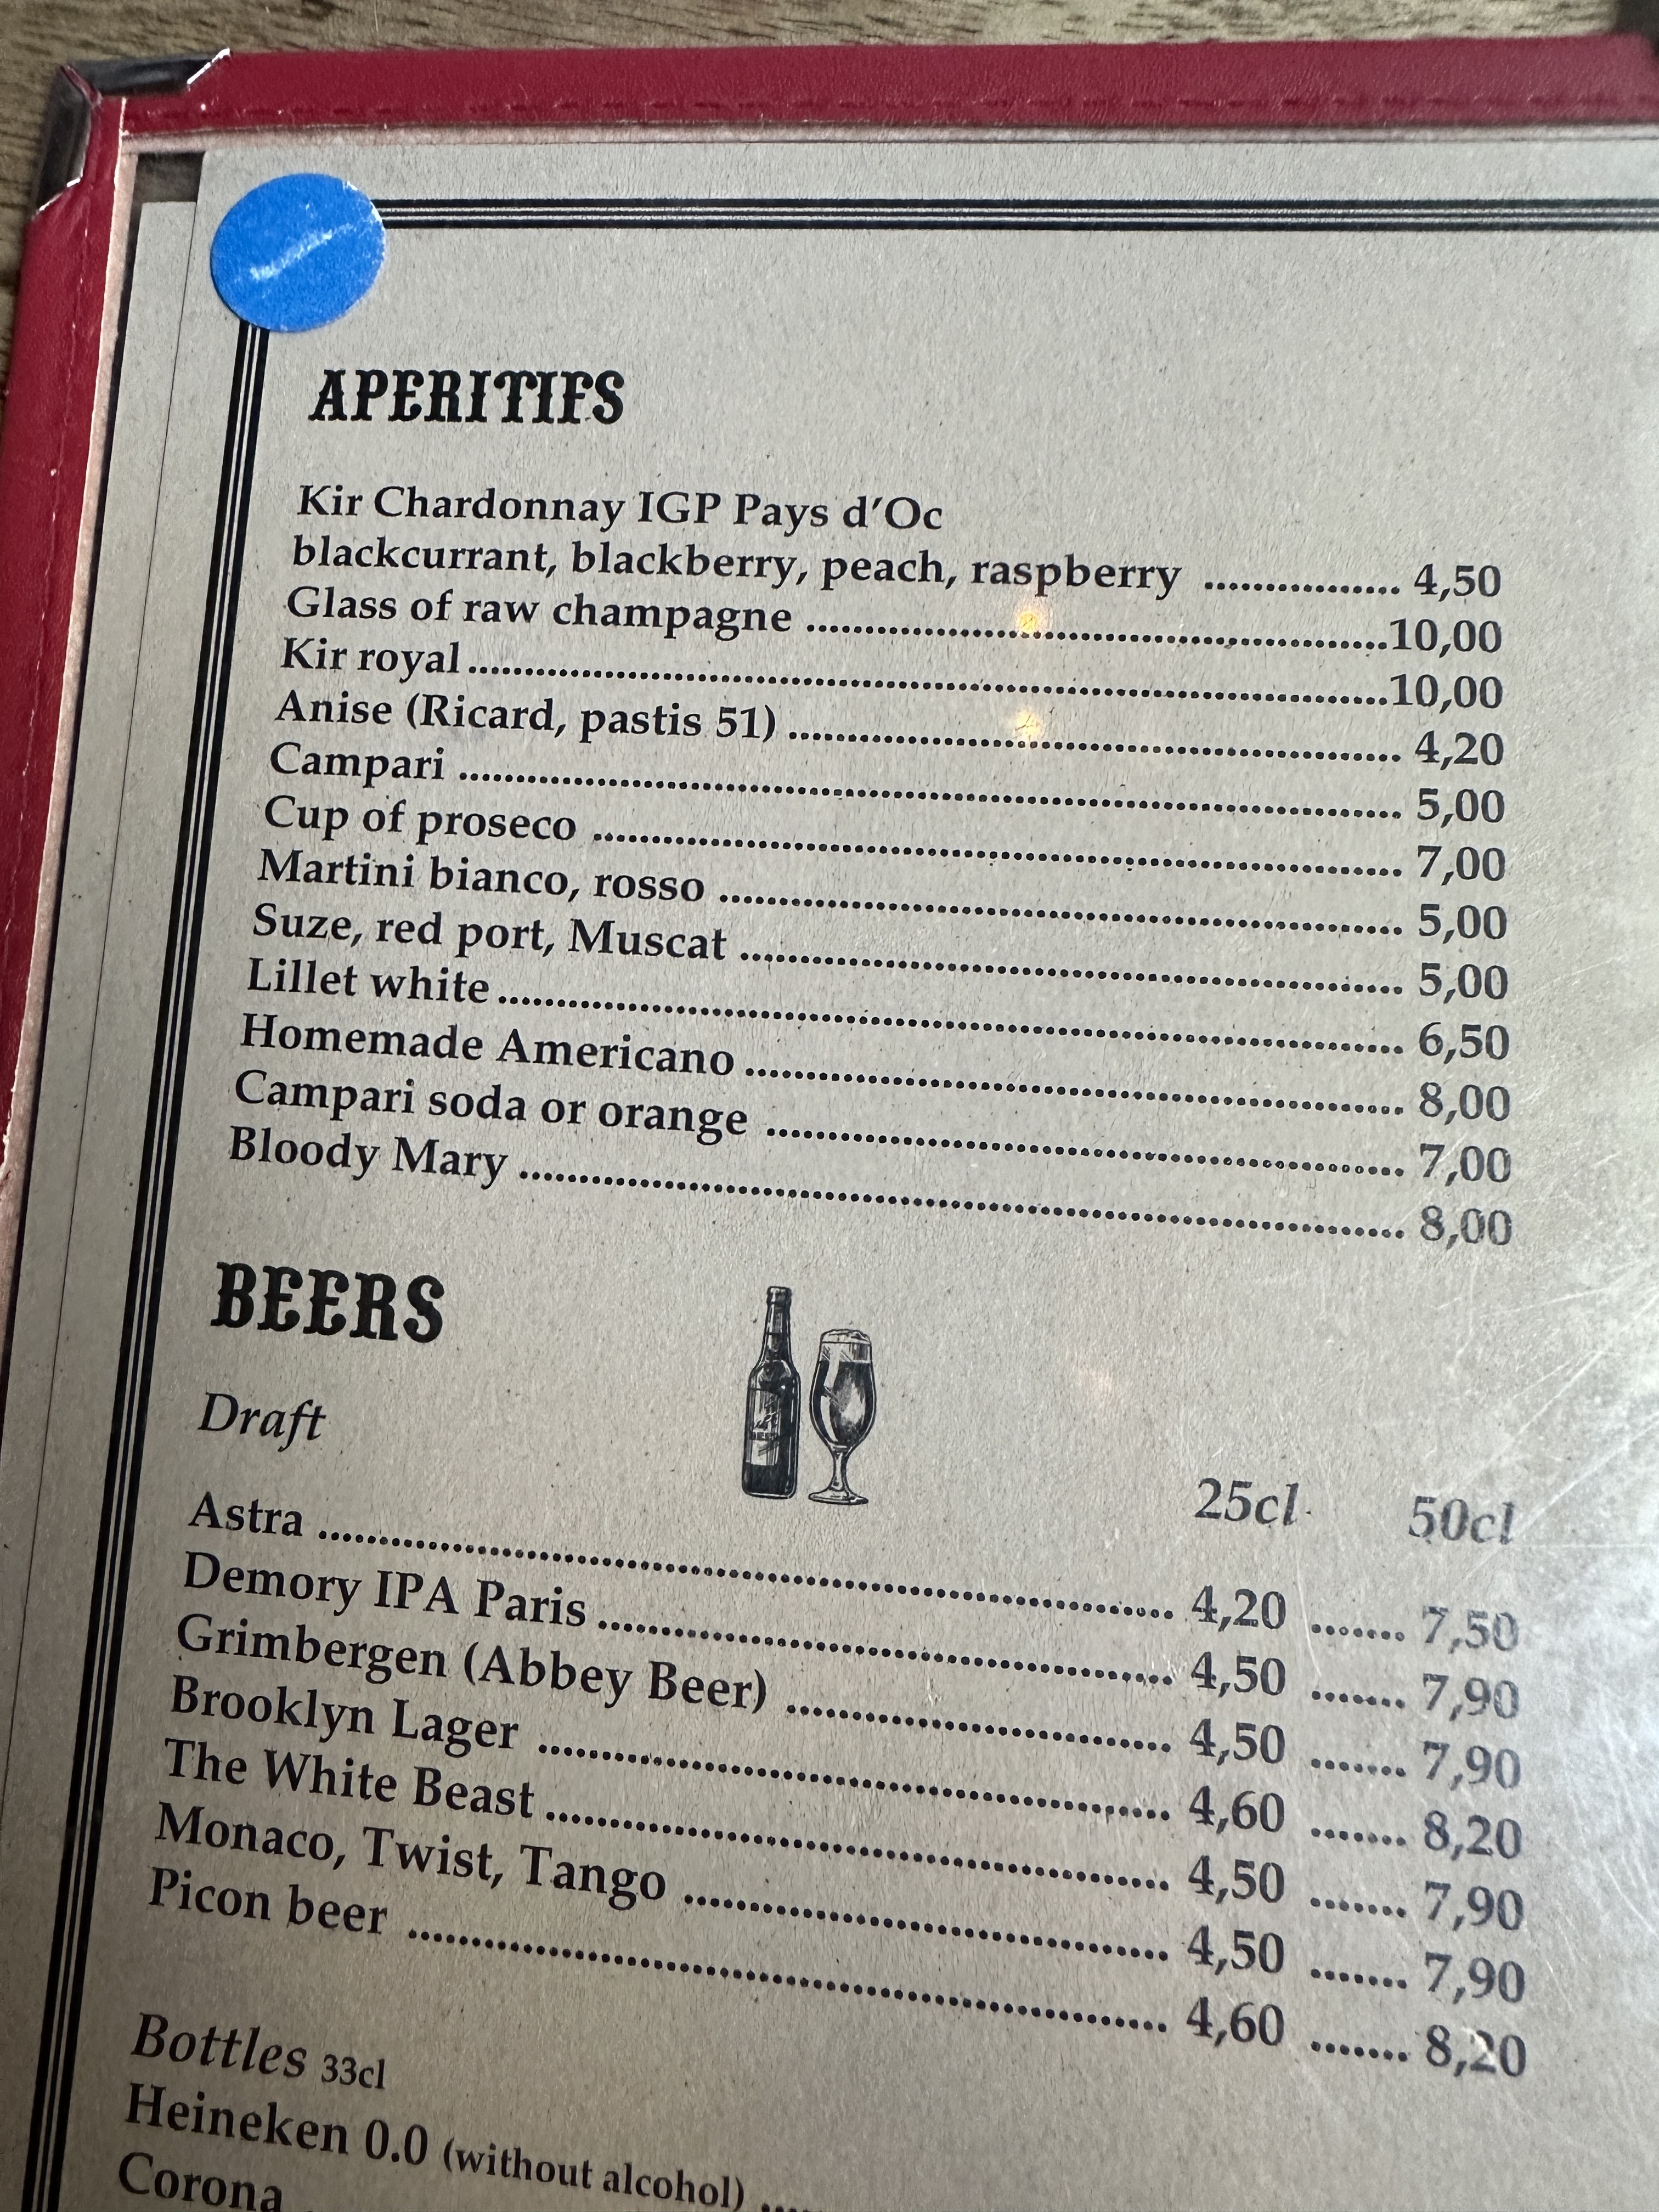 APERITIFS
Kir Chardonnay IGP Pays d'Oc
blackcurrant, blackberry, peach, raspberry ................ 4,50
Glass of raw champagne ................................................10,00
Kir royal.............................................................................10,00
Anise (Ricard, pastis 51) ................................................... 4,20
Campari ............................................................................... 5,00
Cup of proseco .................................................................... 7,00
Martini bianco, rosso ......................................................... 5,00
Suze, red port, Muscat ....................................................... 5,00
Lillet white........................................................................... 6,50
Homemade Americano ...................................................... 8,00
Campari soda or orange ..................................................... 7,00
Bloody Mary ......................................................................... 8,00
BEERS
Draft
25cl 50cl
Astra ...................................................................... 4,20 ........ 7,50
Demory IPA Paris ................................................ 4,50 ........ 7,90
Grimbergen (Abbey Beer) ................................ 4,50 ........ 7,90
Brooklyn Lager .................................................... 4,60 ........ 8,20
The White Beast ................................................... 4,50 ........ 7,90
Monaco, Twist, Tango ........................................ 4,50 ........ 7,90
Picon beer .............................................................. 4,60 ........ 8,20
Bottles 33cl
Heineken 0.0 (without alcohol) .....
Corona .